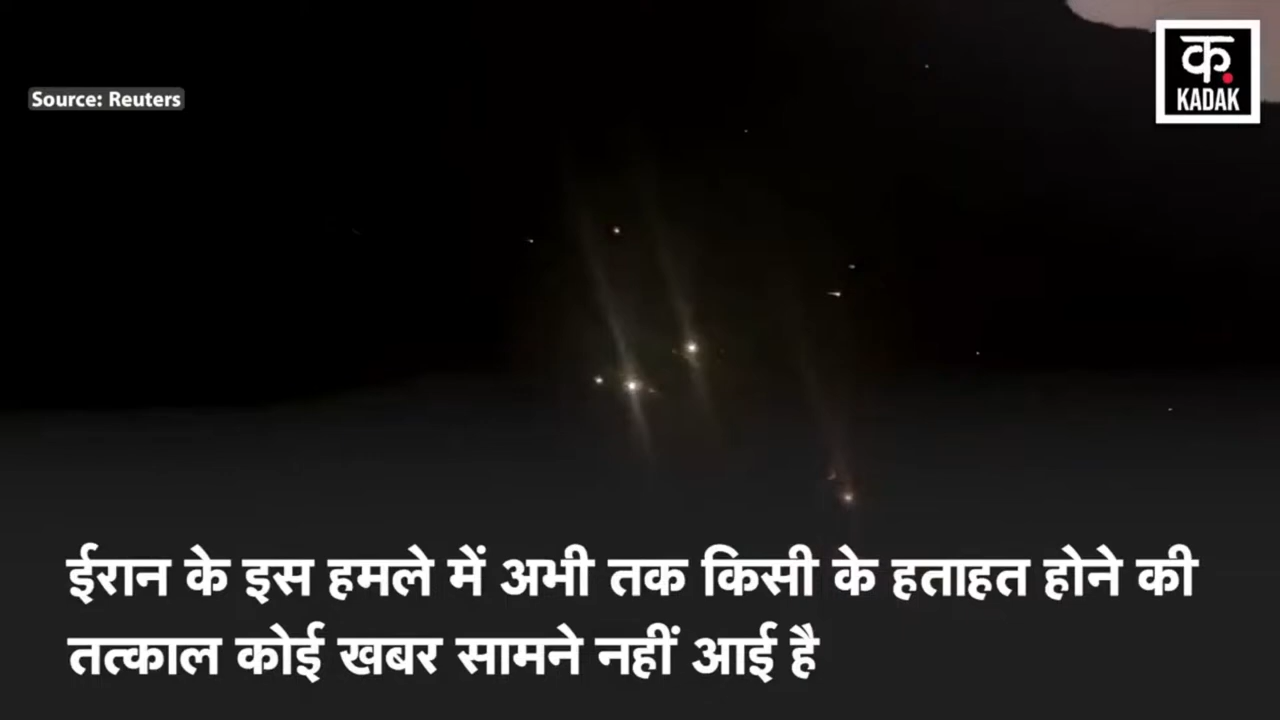 Source: Reuters
क.
KADAK
ईरान के इस हमले में अभी तक किसी के हताहत होने की
तत्काल कोई खबर सामने नहीं आई है